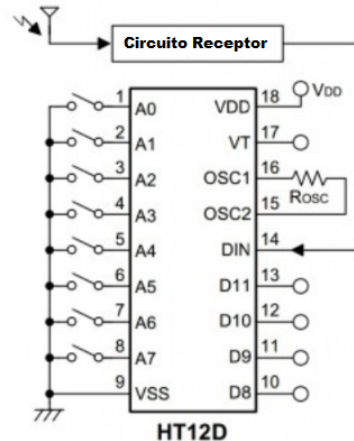 Circuito Receptor
1 A0 VDD 18 VDD
2 A1 VT 17
3 A2 OSC1 16
ROSC
4 A3 OSC2 15
5 A4 DIN 14
6 A5 D11 13
7 A6 D10 12
8 A7 D9 11
9 VSS D8 10
HT12D